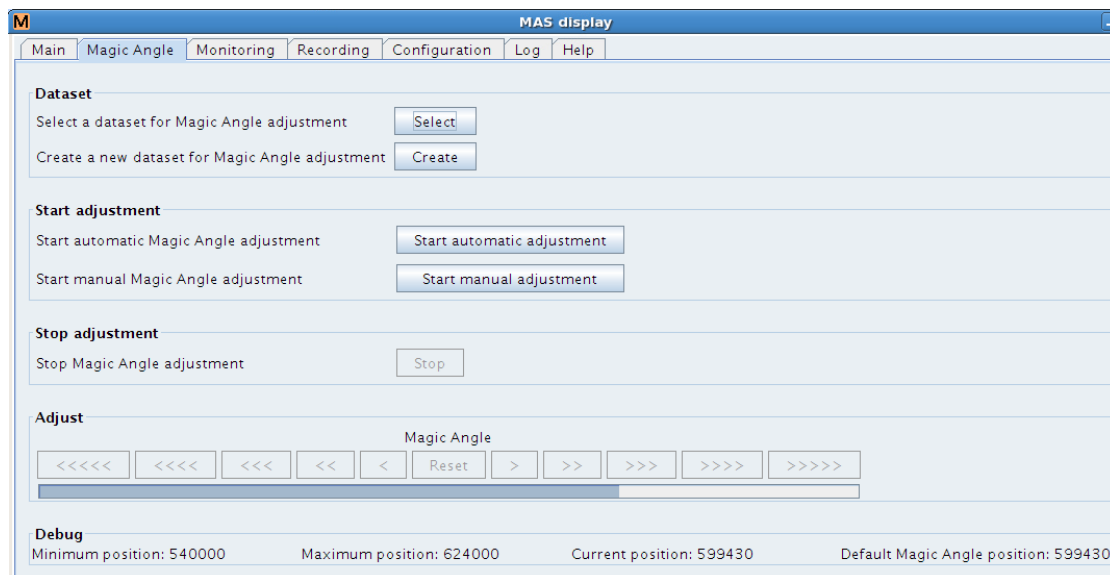 M MAS display
Main Magic Angle Monitoring Recording Configuration Log Help
Dataset
Select a dataset for Magic Angle adjustment Select
Create a new dataset for Magic Angle adjustment Create
Start adjustment
Start automatic Magic Angle adjustment Start automatic adjustment
Start manual Magic Angle adjustment Start manual adjustment
Stop adjustment
Stop Magic Angle adjustment Stop
Adjust
Magic Angle
<<<<< <<<< <<< << < Reset > >> >>> >>>> >>>>>
Debug
Minimum position: 540000 Maximum position: 624000 Current position: 599430 Default Magic Angle position: 599430